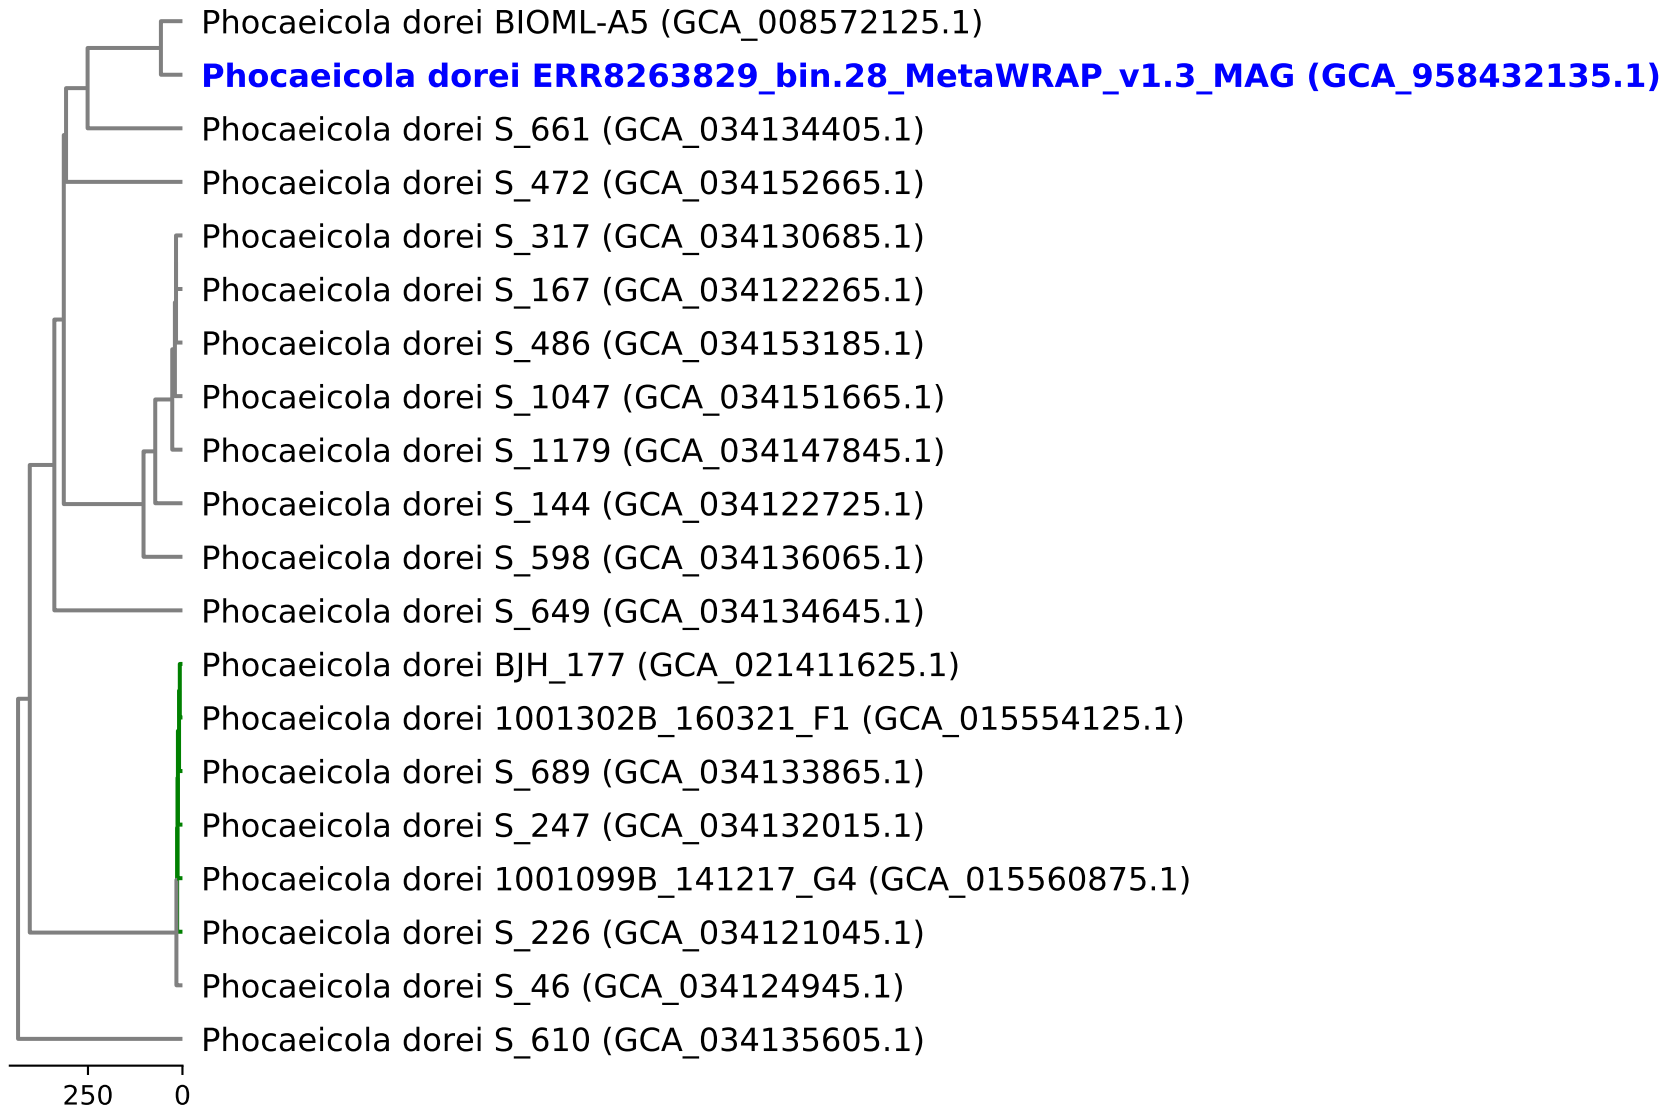 Phocaeicola dorei BIOML-A5 (GCA_008572125.1)
Phocaeicola dorei ERR8263829_bin.28_MetaWRAP_v1.3_MAG (GCA_958432135.1)
Phocaeicola dorei S_661 (GCA_034134405.1)
Phocaeicola dorei S_472 (GCA_034152665.1)
Phocaeicola dorei S_317 (GCA_034130685.1)
Phocaeicola dorei S_167 (GCA_034122265.1)
Phocaeicola dorei S_486 (GCA_034153185.1)
Phocaeicola dorei S_1047 (GCA_034151665.1)
Phocaeicola dorei S_1179 (GCA_034147845.1)
Phocaeicola dorei S_144 (GCA_034122725.1)
Phocaeicola dorei S_598 (GCA_034136065.1)
Phocaeicola dorei S_649 (GCA_034134645.1)
Phocaeicola dorei BJH_177 (GCA_021411625.1)
Phocaeicola dorei 1001302B_160321_F1 (GCA_015554125.1)
Phocaeicola dorei S_689 (GCA_034133865.1)
Phocaeicola dorei S_247 (GCA_034132015.1)
Phocaeicola dorei 1001099B_141217_G4 (GCA_015560875.1)
Phocaeicola dorei S_226 (GCA_034121045.1)
Phocaeicola dorei S_46 (GCA_034124945.1)
Phocaeicola dorei S_610 (GCA_034135605.1)
250 0